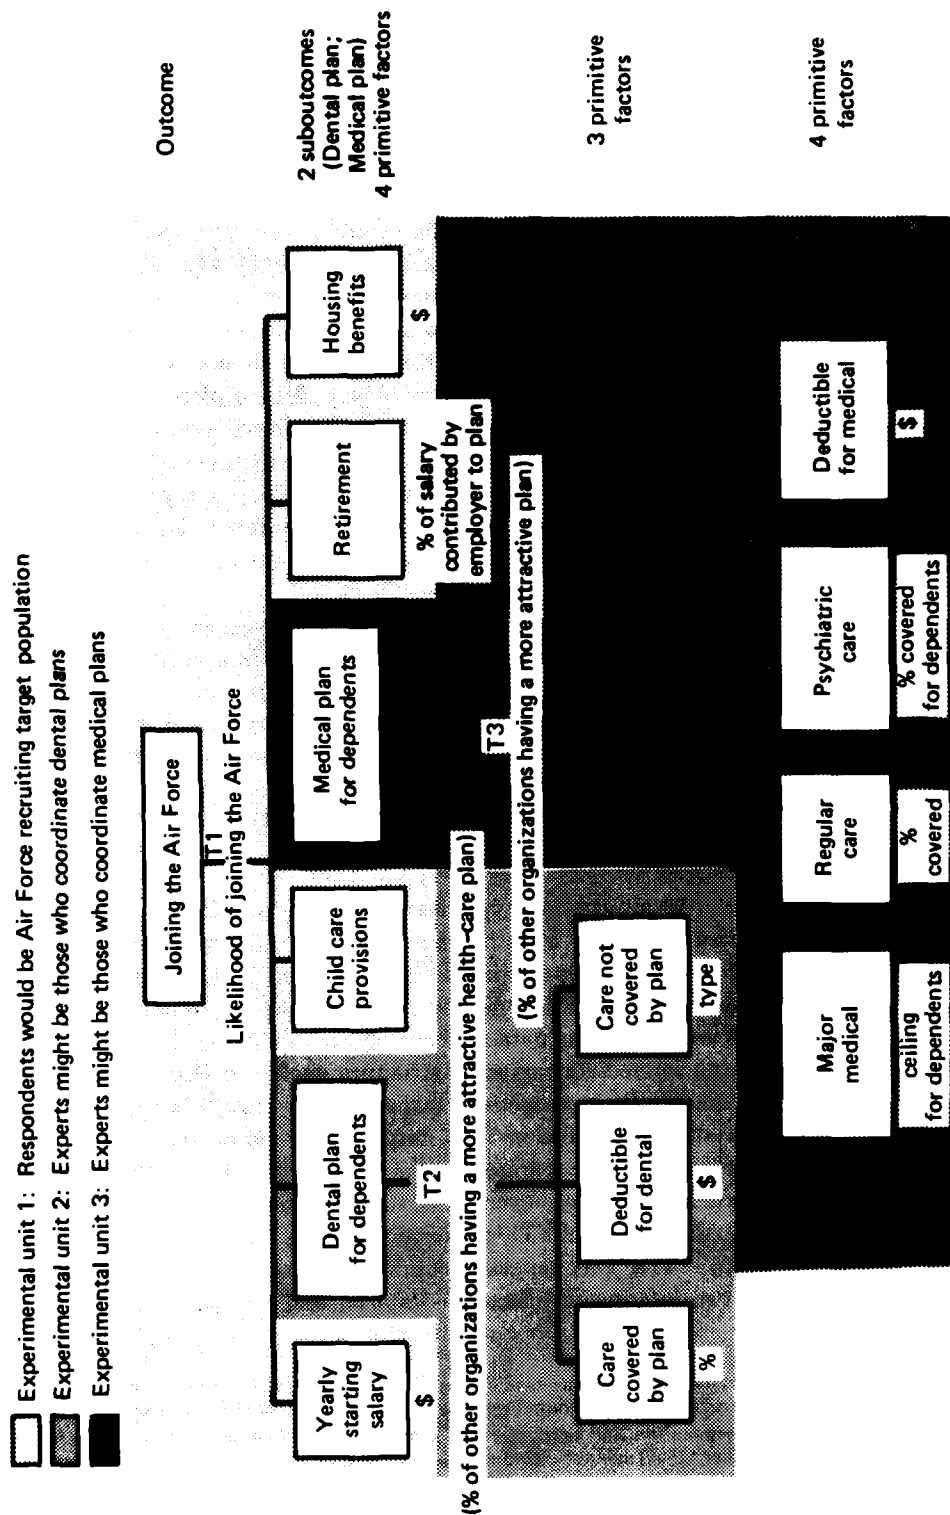 Experimental unit 1: Respondents would be Air Force recruiting target population
Experimental unit 2: Experts might be those who coordinate dental plans
Experimental unit 3: Experts might be those who coordinate medical plans
Outcome
Joining the Air Force
T1
Likelihood of joining the Air Force
2 suboutcomes
(Dental plan;
Medical plan)
4 primitive factors
Yearly
starting
salary
$
Dental plan
for dependents
Child care
provisions
Medical plan
for dependents
Retirement
% of salary
contributed by
employer to plan
Housing
benefits
$
T2
(% of other organizations having a more attractive health-care plan)
T3
(% of other organizations having a more attractive plan)
3 primitive
factors
Care
covered
by plan
%
Deductible
for dental
$
Care not
covered
by plan
type
4 primitive
factors
Major
medical
ceiling
for dependents
Regular
care
%
covered
Psychiatric
care
% covered
for dependents
Deductible
for medical
$